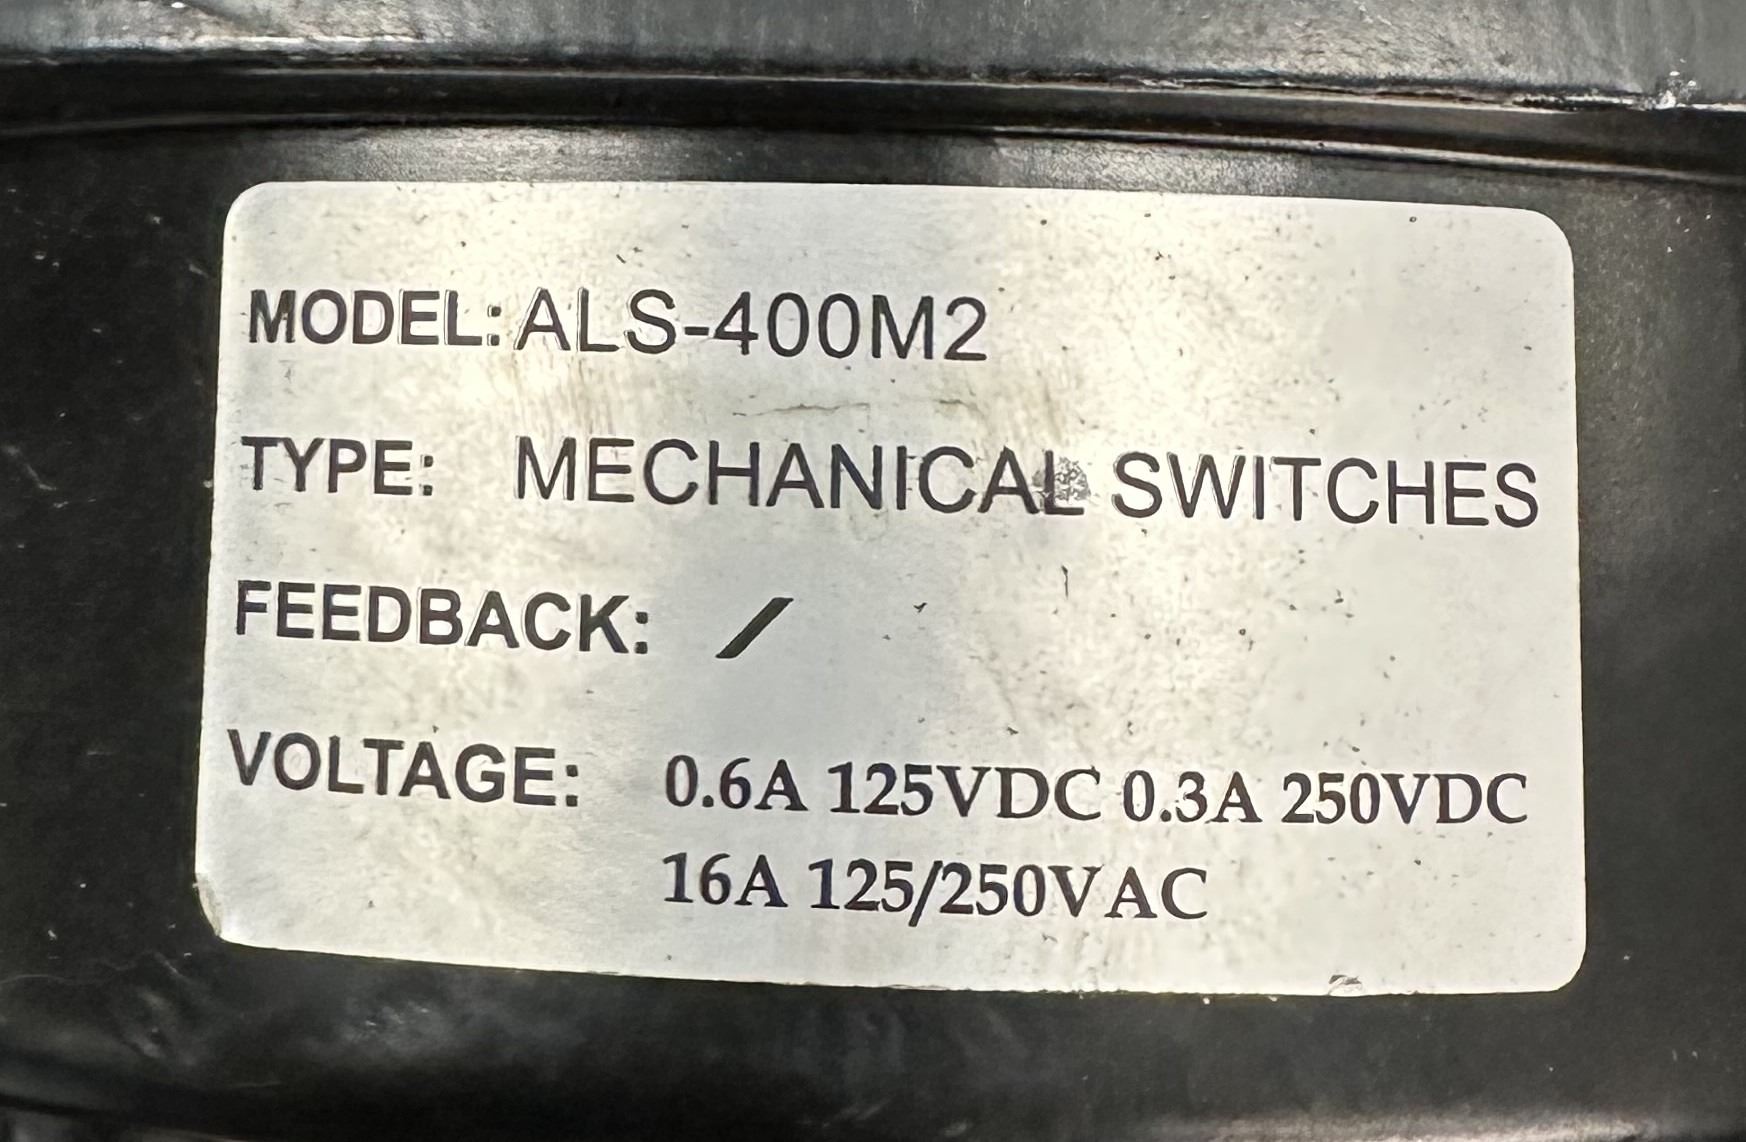 MODEL: ALS-400M2
TYPE: MECHANICAL SWITCHES
FEEDBACK: /
VOLTAGE: 0.6A 125VDC 0.3A 250VDC
16A 125/250VAC